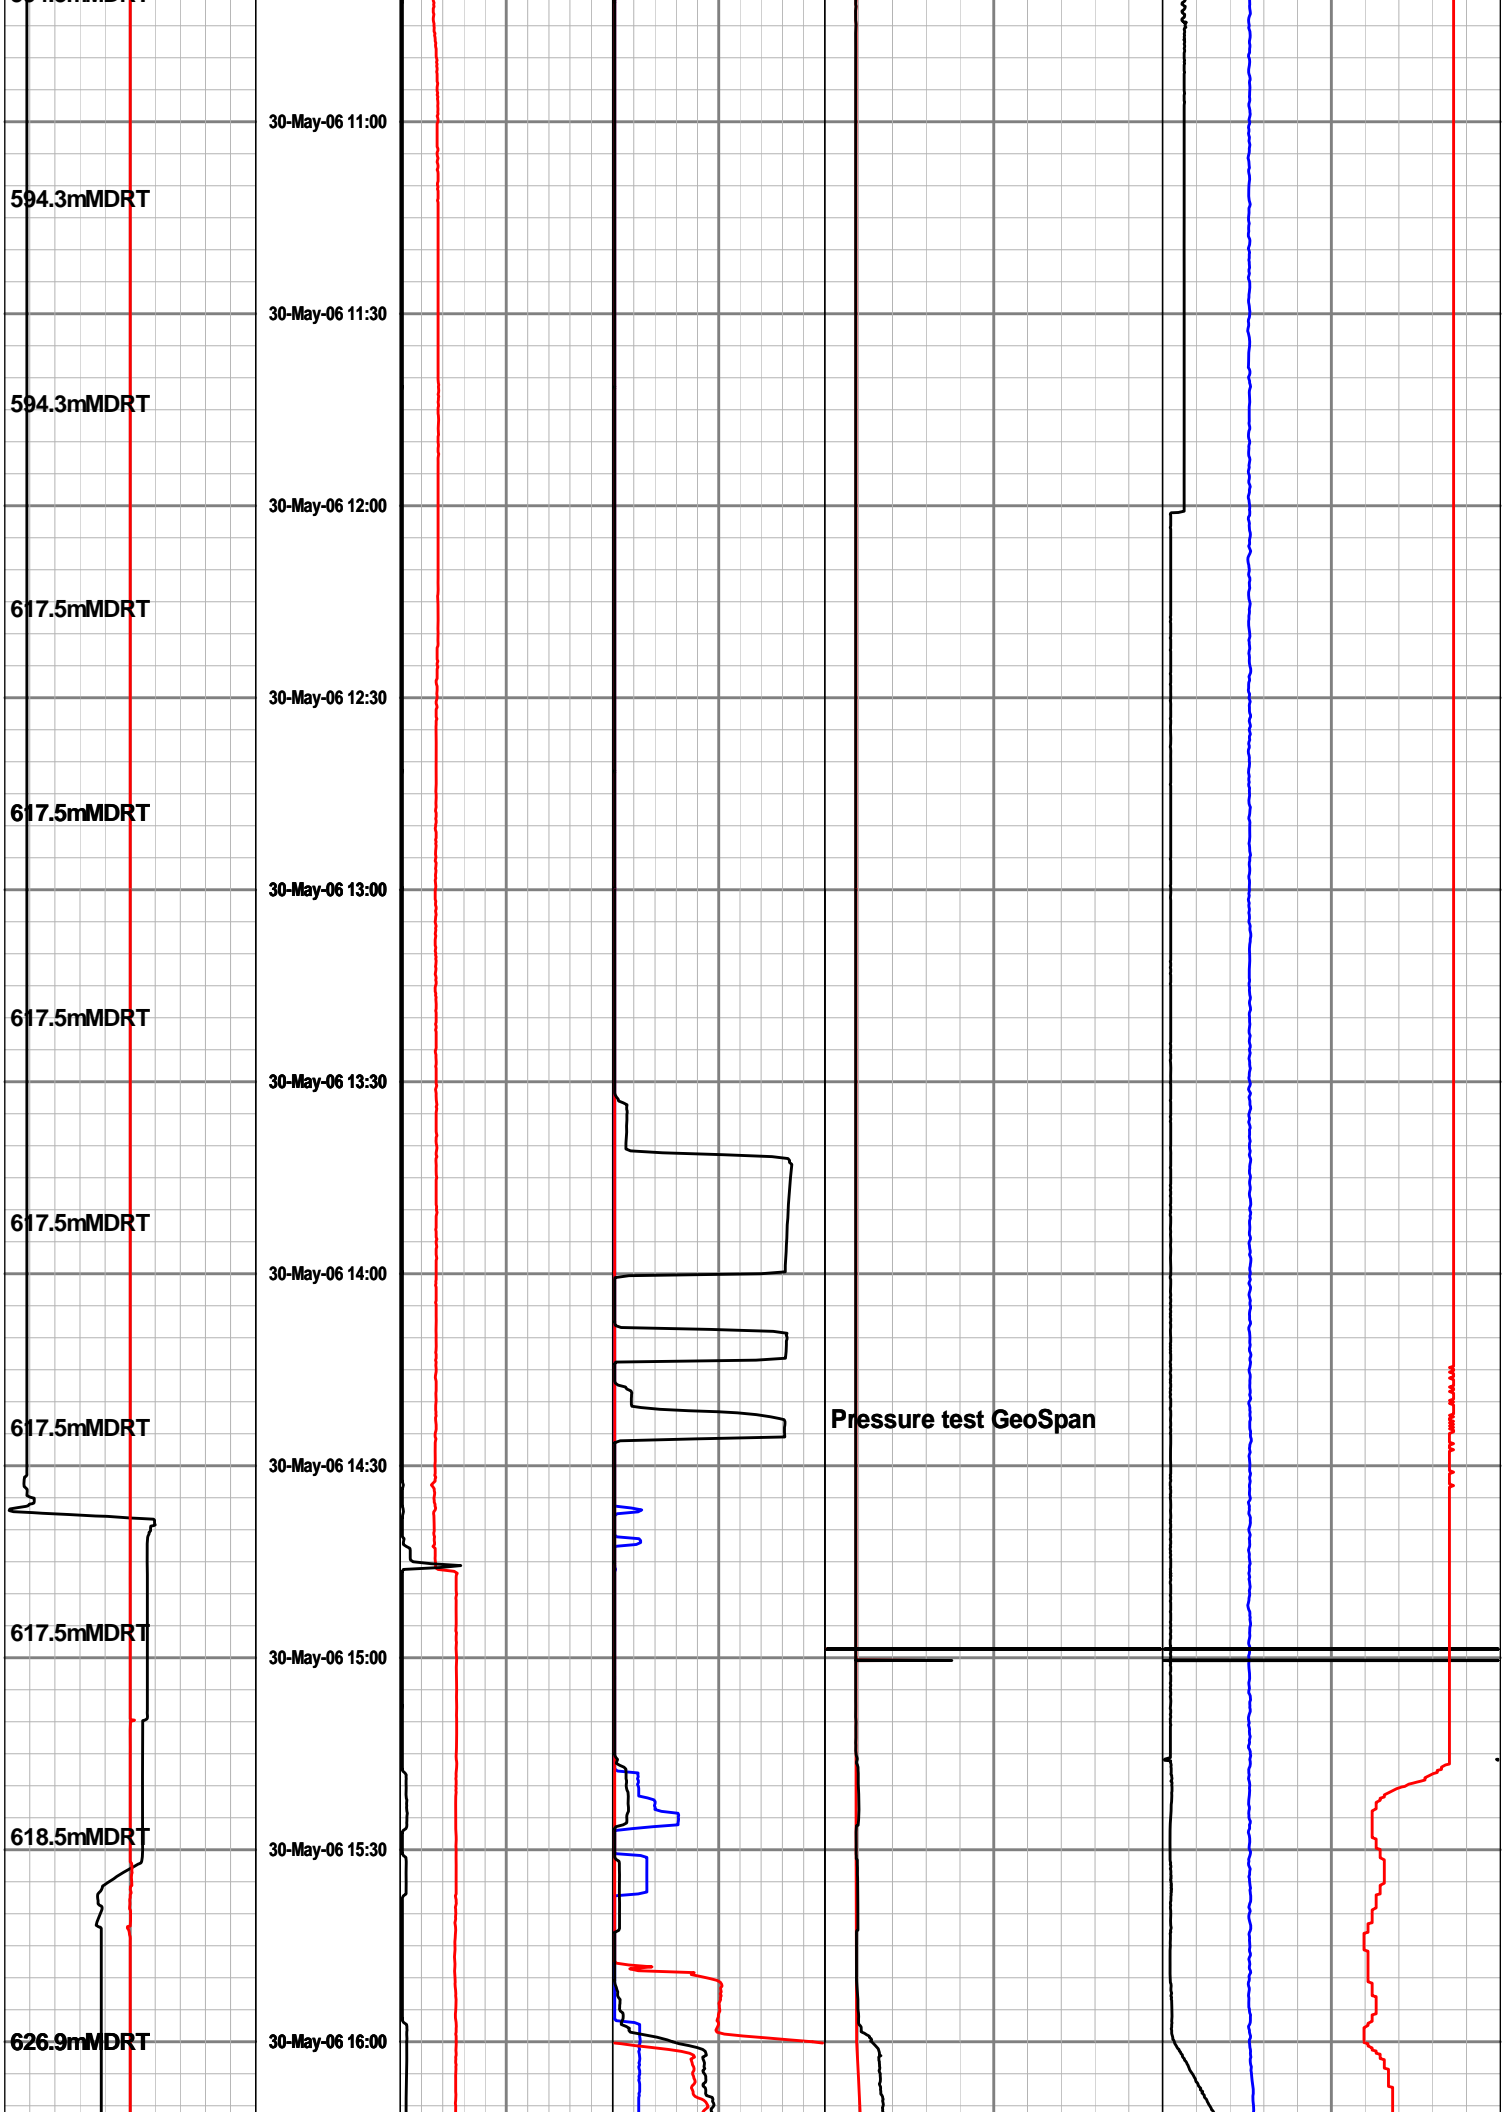 30-May-06 11:00
594.3mMDRT
30-May-06 11:30
594.3mMDRT
30-May-06 12:00
617.5mMDRT
30-May-06 12:30
617.5mMDRT
30-May-06 13:00
617.5mMDRT
30-May-06 13:30
617.5mMDRT
30-May-06 14:00
Pressure test GeoSpan
617.5mMDRT
30-May-06 14:30
617.5mMDRT
30-May-06 15:00
618.5mMDRT
30-May-06 15:30
626.9mMDRT
30-May-06 16:00